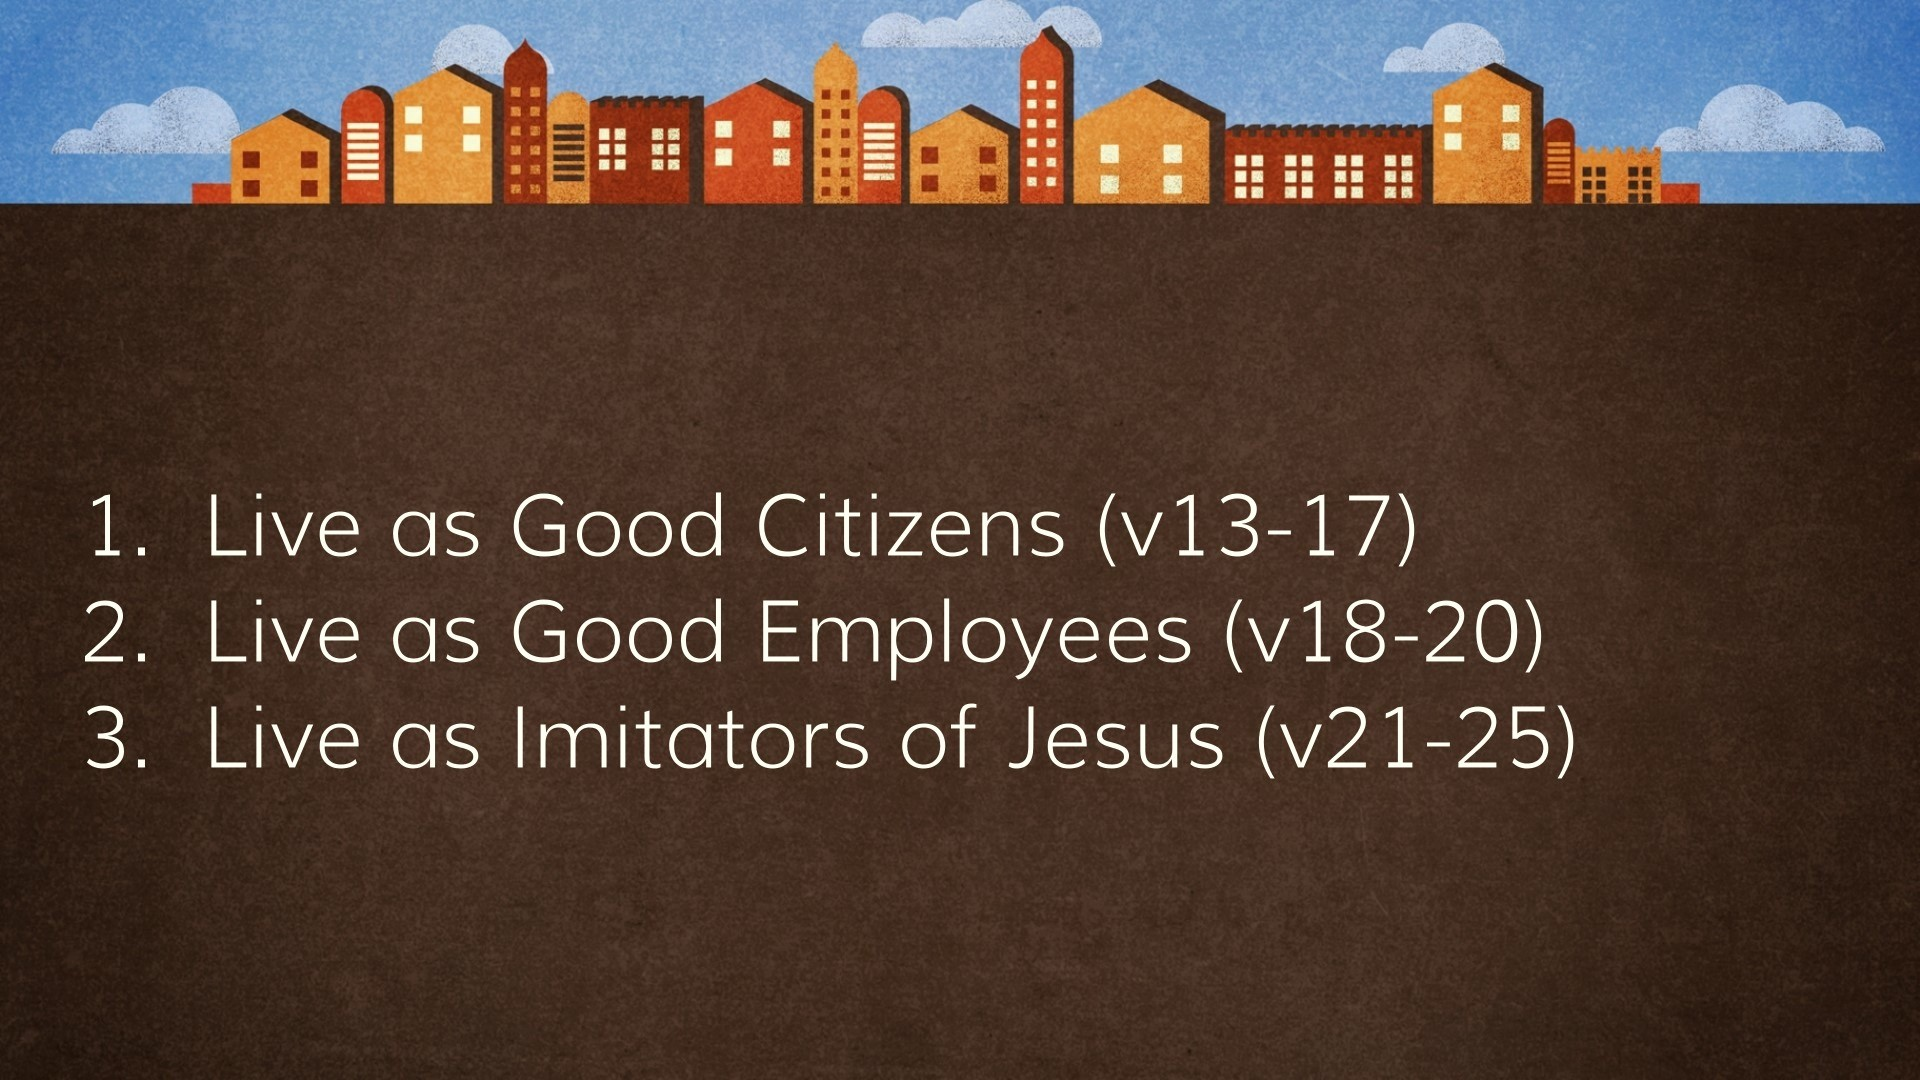 1. Live as Good Citizens (v13-17)
2. Live as Good Employees (v18-20)
3. Live as Imitators of Jesus (v21-25)